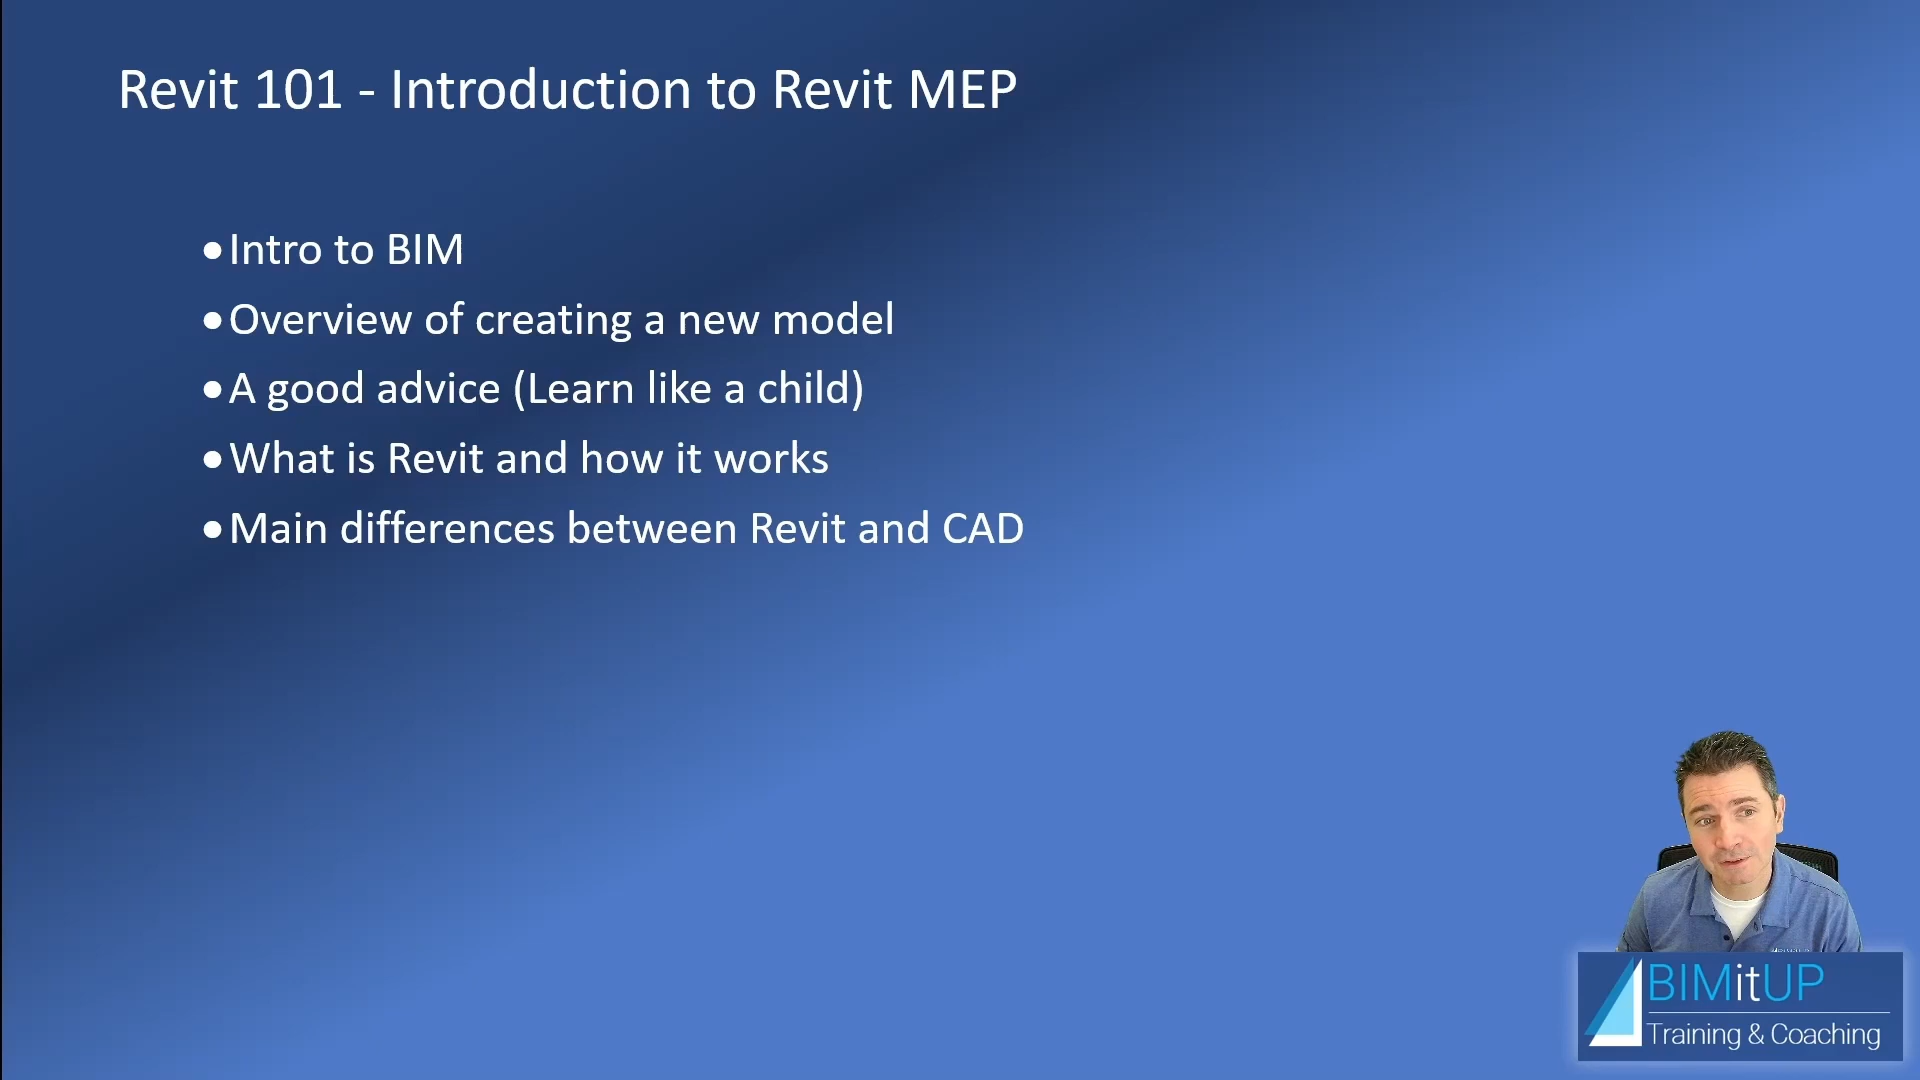 Revit 101 - Introduction to Revit MEP
•Intro to BIM
•Overview of creating a new model
•A good advice (Learn like a child)
•What is Revit and how it works
•Main differences between Revit and CAD
BIMitUP
Training & Coaching